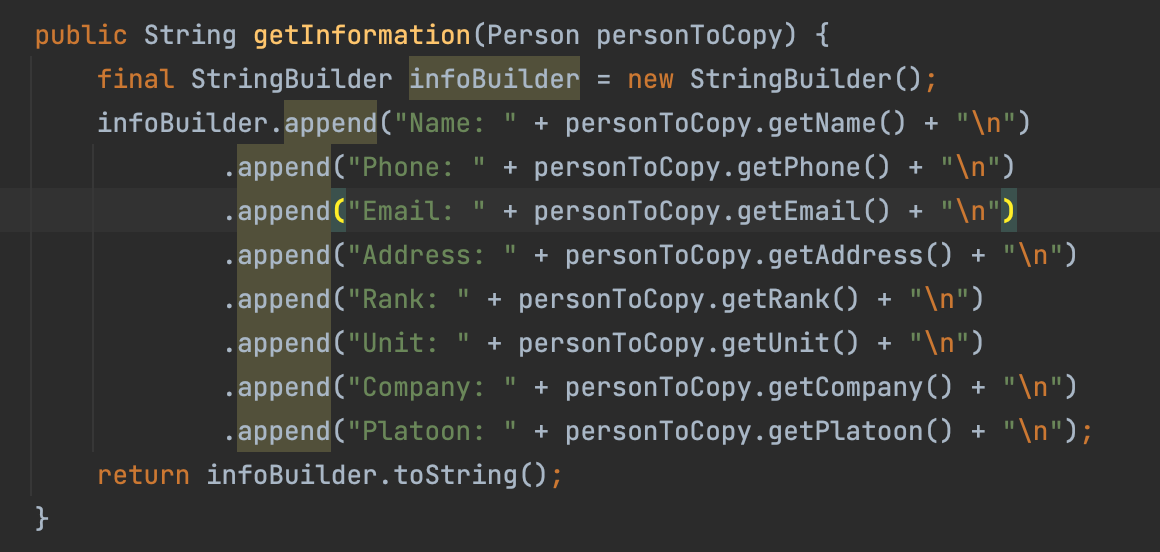 public String getInformation(Person personToCopy) {
    final StringBuilder infoBuilder = new StringBuilder();
    infoBuilder.append("Name: " + personToCopy.getName() + "\n")
            .append("Phone: " + personToCopy.getPhone() + "\n")
            .append("Email: " + personToCopy.getEmail() + "\n")
            .append("Address: " + personToCopy.getAddress() + "\n")
            .append("Rank: " + personToCopy.getRank() + "\n")
            .append("Unit: " + personToCopy.getUnit() + "\n")
            .append("Company: " + personToCopy.getCompany() + "\n")
            .append("Platoon: " + personToCopy.getPlatoon() + "\n");
    return infoBuilder.toString();
}